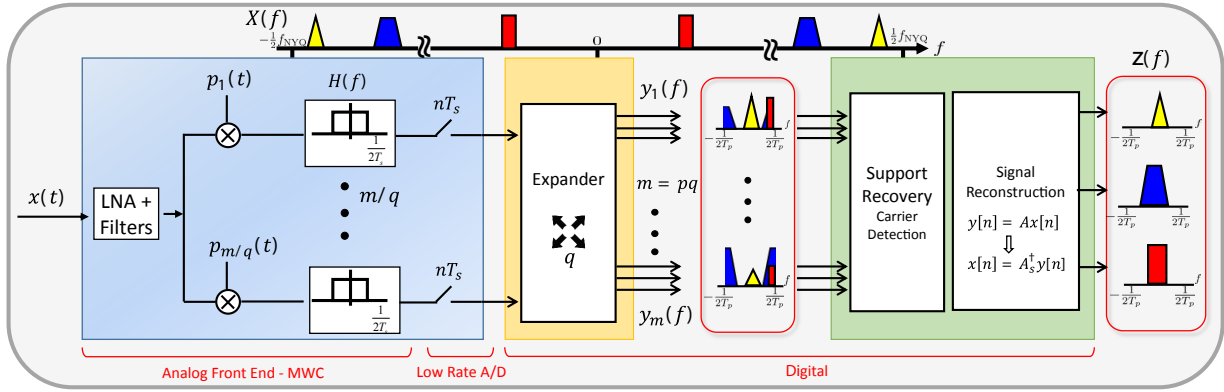 X(f)
−½f_NYQ
0
½f_NYQ
f
x(t)
LNA +
Filters
p_1(t)
H(f)
1/2T_s
nT_s
m/q
p_{m/q}(t)
1/2T_s
nT_s
Expander
q
y_1(f)
m = pq
y_m(f)
f
−1/2T_p
1/2T_p
f
−1/2T_p
1/2T_p
Support
Recovery
Carrier
Detection
Signal
Reconstruction
y[n] = Ax[n]
⇩
x[n] = A_s^† y[n]
z(f)
f
−1/2T_p
1/2T_p
f
−1/2T_p
1/2T_p
f
−1/2T_p
1/2T_p
Analog Front End - MWC
Low Rate A/D
Digital